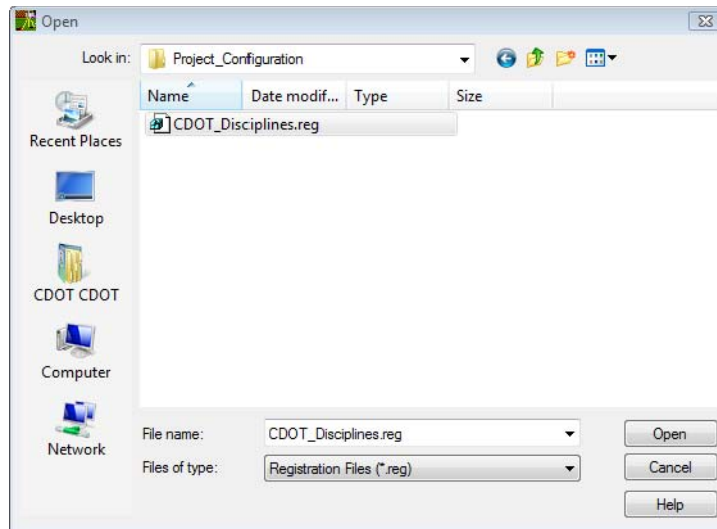 Open
Look in: Project_Configuration
Name Date modif... Type Size
CDOT_Disciplines.reg
Recent Places
Desktop
CDOT CDOT
Computer
Network
File name: CDOT_Disciplines.reg Open
Files of type: Registration Files (*.reg) Cancel
Help